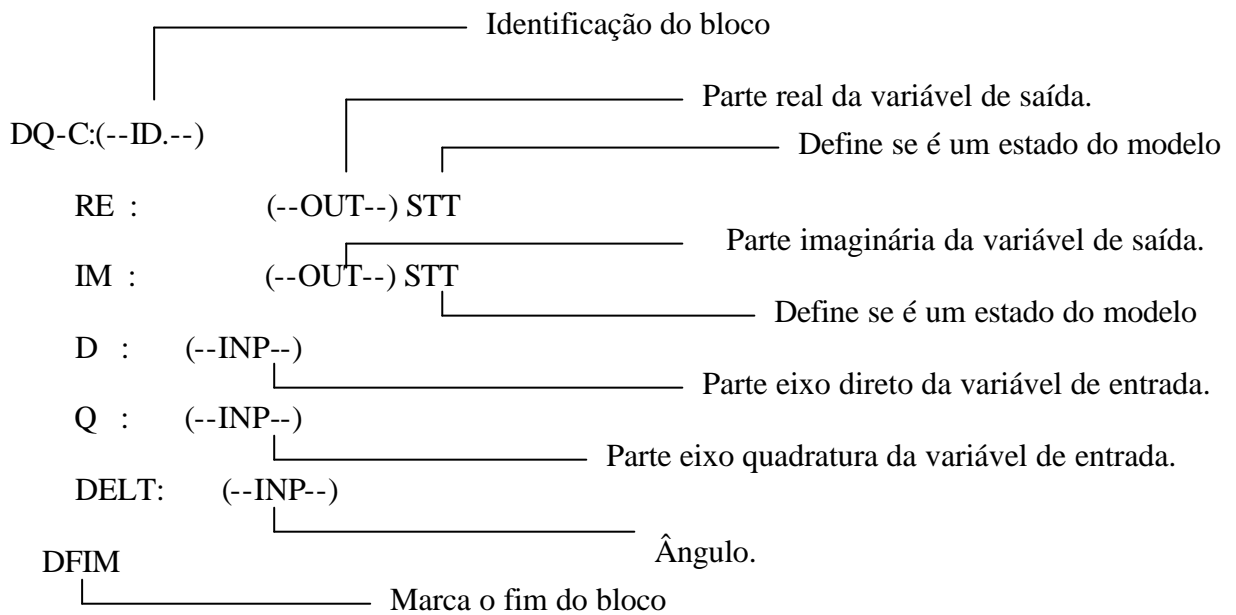 Identificação do bloco
Parte real da variável de saída.
DQ-C:(--ID.--)
Define se é um estado do modelo
RE : (--OUT--) STT
Parte imaginária da variável de saída.
IM : (--OUT--) STT
Define se é um estado do modelo
D : (--INP--)
Parte eixo direto da variável de entrada.
Q : (--INP--)
Parte eixo quadratura da variável de entrada.
DELT: (--INP--)
Ângulo.
DFIM
Marca o fim do bloco